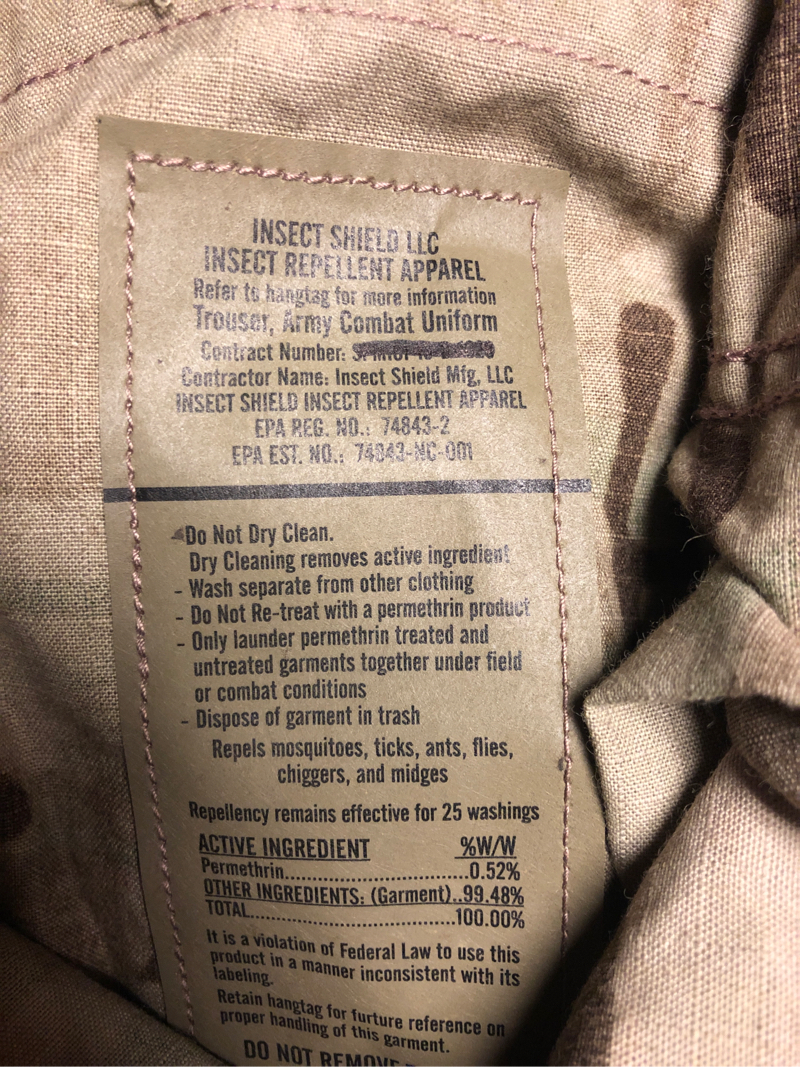 INSECT SHIELD LLC
INSECT REPELLENT APPAREL
Refer to hangtag for more information
Trouser, Army Combat Uniform
Contract Number:
Contractor Name: Insect Shield Mfg, LLC
INSECT SHIELD INSECT REPELLENT APPAREL
EPA REG. NO.: 74843-2
EPA EST. NO.: 74843-NC-001
-Do Not Dry Clean.
Dry Cleaning removes active ingredient
- Wash separate from other clothing
- Do Not Re-treat with a permethrin product
- Only launder permethrin treated and
untreated garments together under field
or combat conditions
- Dispose of garment in trash
Repels mosquitoes, ticks, ants, flies,
chiggers, and midges
Repellency remains effective for 25 washings
ACTIVE INGREDIENT %W/W
Permethrin..............................0.52%
OTHER INGREDIENTS: (Garment)..99.48%
TOTAL...................................100.00%
It is a violation of Federal Law to use this
product in a manner inconsistent with its
labeling.
Retain hangtag for furture reference on
proper handling of this garment.
DO NOT REMOVE